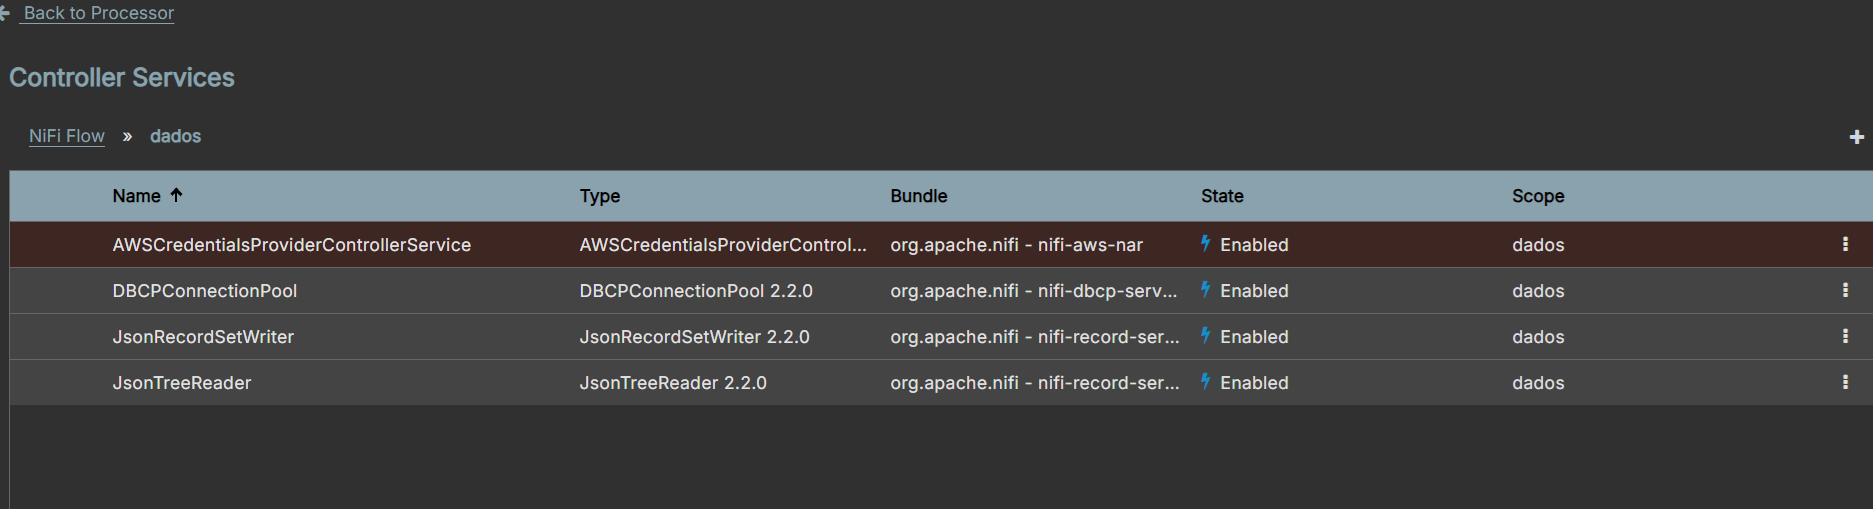 Back to Processor
Controller Services
NiFi Flow » dados
Name Type Bundle State Scope
AWSCredentialsProviderControllerService AWSCredentialsProviderControl... org.apache.nifi - nifi-aws-nar Enabled dados
DBCPConnectionPool DBCPConnectionPool 2.2.0 org.apache.nifi - nifi-dbcp-serv... Enabled dados
JsonRecordSetWriter JsonRecordSetWriter 2.2.0 org.apache.nifi - nifi-record-ser... Enabled dados
JsonTreeReader JsonTreeReader 2.2.0 org.apache.nifi - nifi-record-ser... Enabled dados